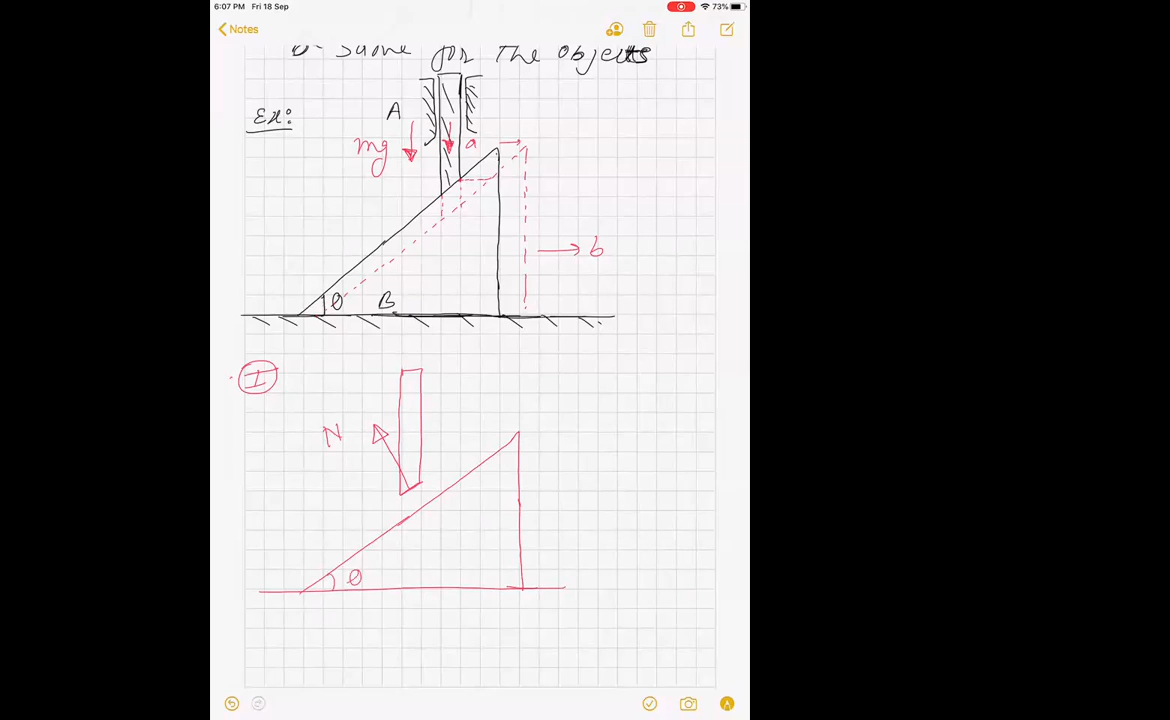 6:07 PM Fri 18 Sep
73%
Notes
θ same for the objects
Ex:
A
mg
a
b
θ
B
I
N
θ